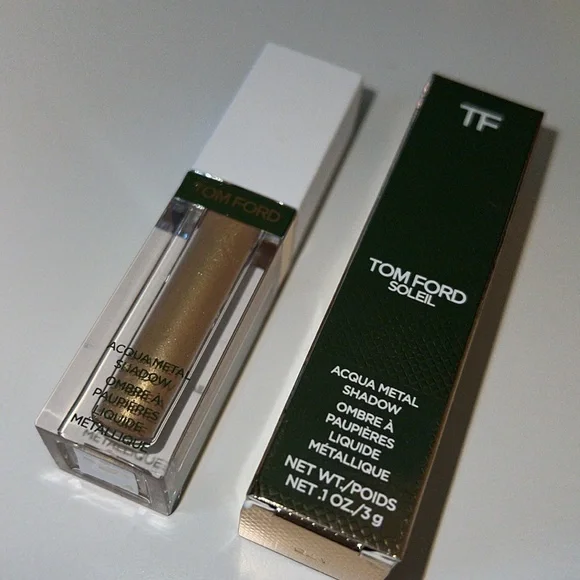 TOM FORD
ACQUA METAL
SHADOW
OMBRE À
PAUPIÈRES
LIQUIDE
MÉTALLIQUE
TF
TOM FORD
SOLEIL
ACQUA METAL
SHADOW
OMBRE À
PAUPIÈRES
LIQUIDE
MÉTALLIQUE
NET WT./POIDS
NET .1 OZ./3 g